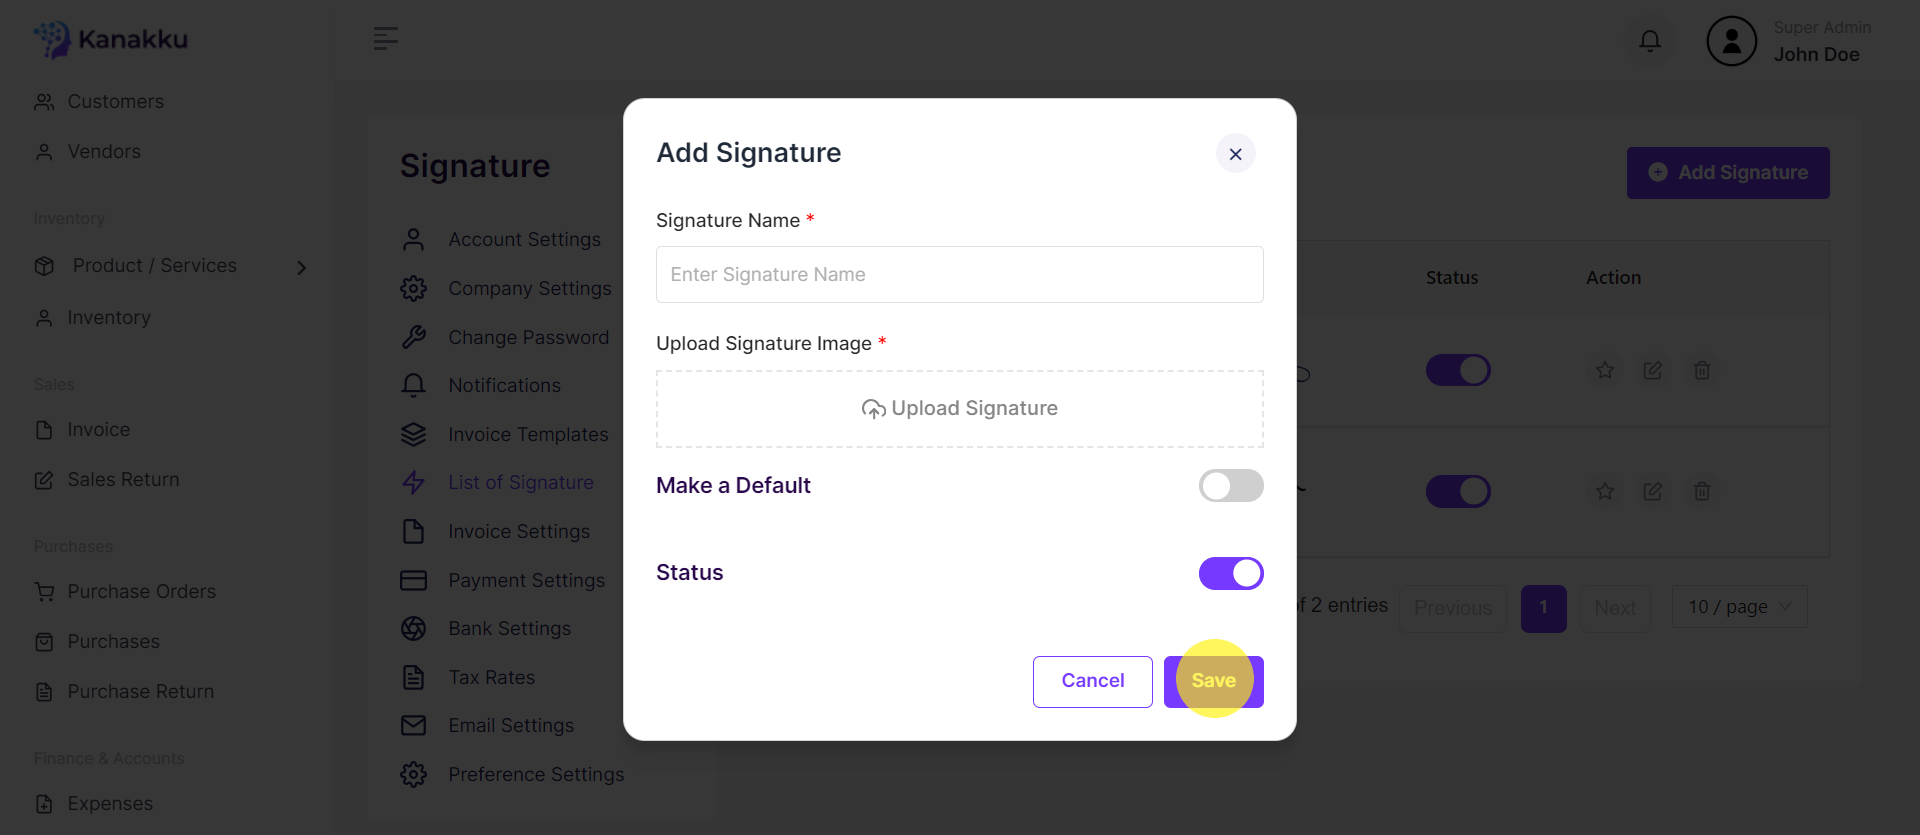 Kanakku
Super Admin
John Doe
Customers
Vendors
Inventory
Product / Services
Inventory
Sales
Invoice
Sales Return
Purchases
Purchase Orders
Purchases
Purchase Return
Finance & Accounts
Expenses
Signature
Account Settings
Company Settings
Change Password
Notifications
Invoice Templates
List of Signature
Invoice Settings
Payment Settings
Bank Settings
Tax Rates
Email Settings
Preference Settings
Add Signature
Signature Name *
Enter Signature Name
Upload Signature Image *
Upload Signature
Make a Default
Status
Cancel
Save
Add Signature
Status
Action
of 2 entries
Previous
1
Next
10 / page